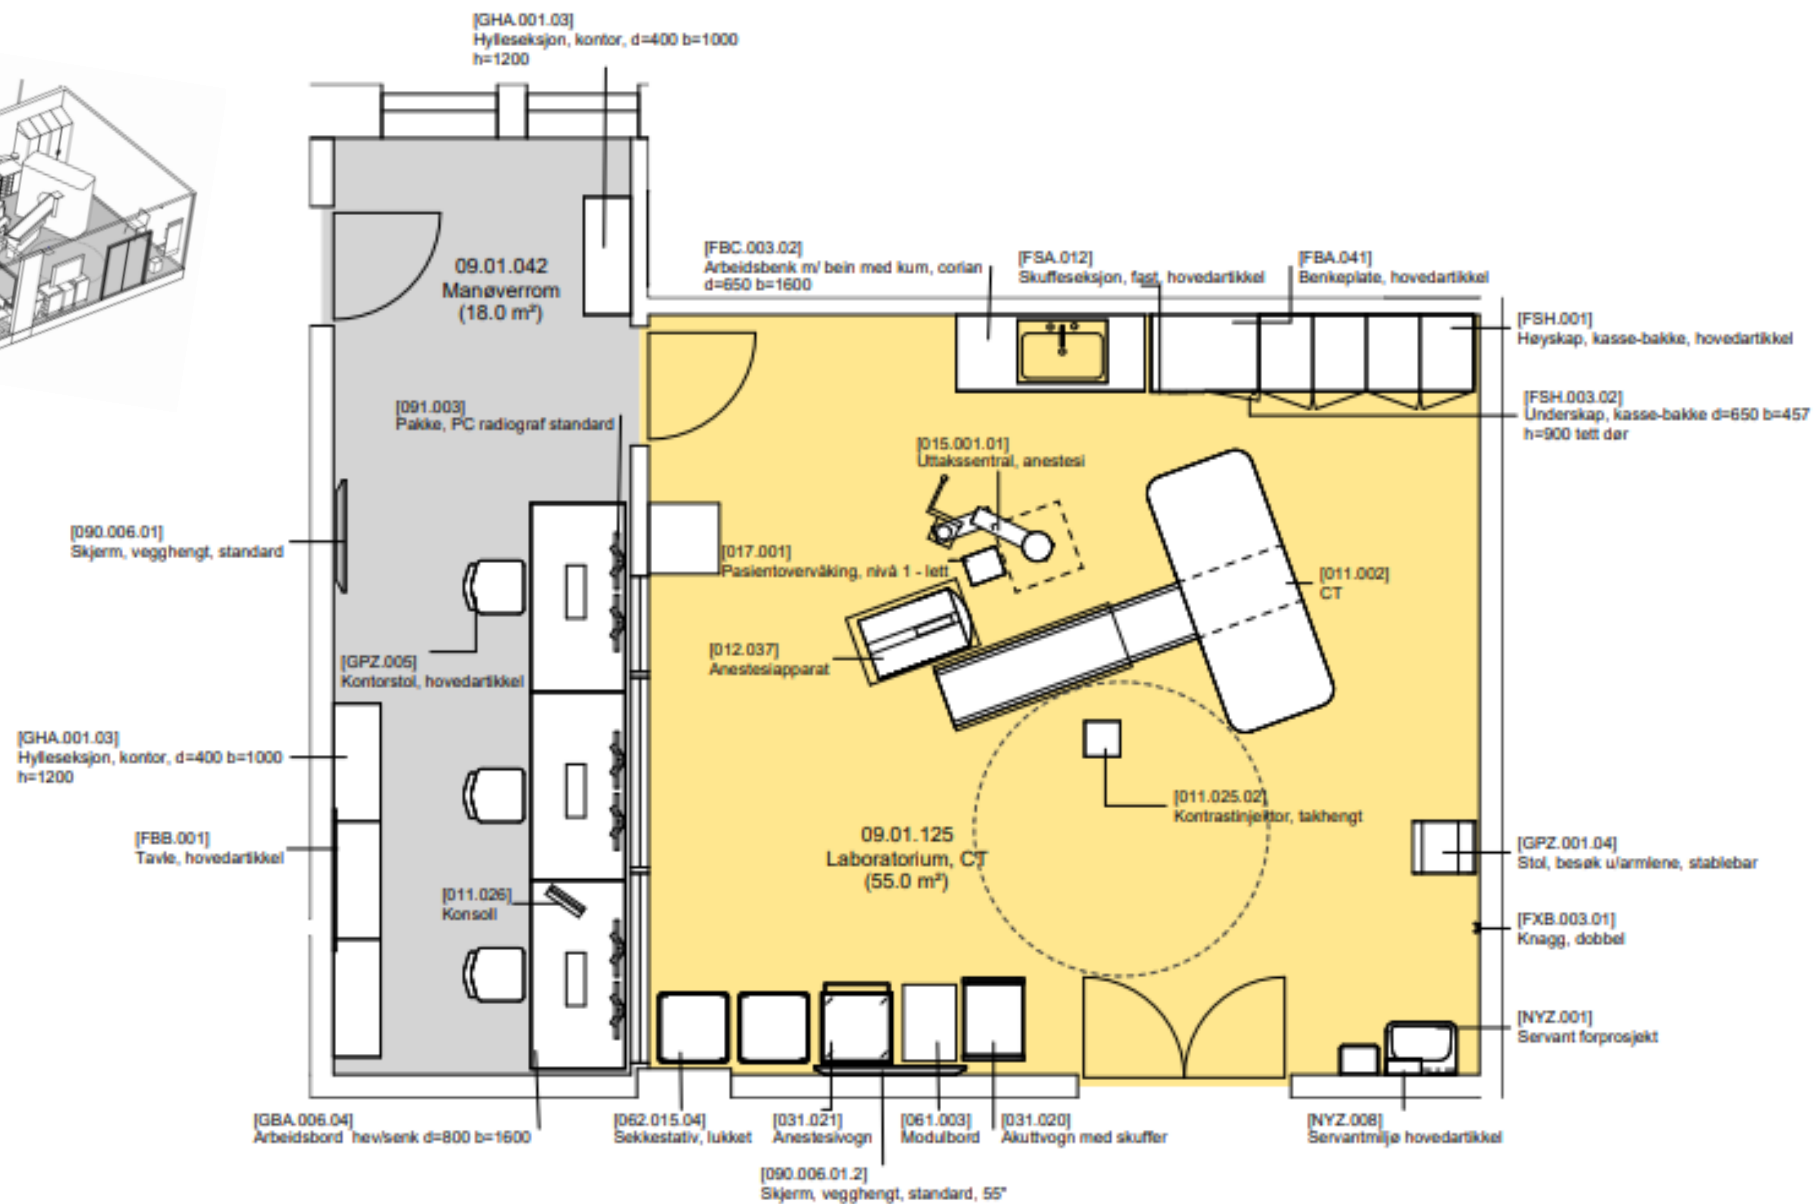 [GHA.001.03]
Hylleseksjon, kontor, d=400 b=1000
h=1200
09.01.042
Manøverrom
(18.0 m²)
[FBC.003.02]
Arbeidsbenk m/ bein med kum, corian
d=650 b=1600
[FSA.012]
Skuffeseksjon, fast, hovedartikkel
[FBA.041]
Benkeplate, hovedartikkel
[FSH.001]
Høyskap, kasse-bakke, hovedartikkel
[FSH.003.02]
Underskap, kasse-bakke d=650 b=457
h=900 tett dør
[091.003]
Pakke, PC radiograf standard
[015.001.01]
Uttakssentral, anestesi
[090.006.01]
Skjerm, vegghengt, standard
[017.001]
Pasientovervåking, nivå 1 - lett
[011.002]
CT
[GPZ.005]
Kontorstol, hovedartikkel
[012.037]
Anestesiapparat
[GHA.001.03]
Hylleseksjon, kontor, d=400 b=1000
h=1200
[011.025.02]
Kontrastinjektor, takhengt
[FBB.001]
Tavle, hovedartikkel
09.01.125
Laboratorium, CT
(55.0 m²)
[GPZ.001.04]
Stol, besøk u/armlene, stablebar
[011.026]
Konsoll
[FXB.003.01]
Knagg, dobbel
[NYZ.001]
Servant forprosjekt
[GBA.006.04]
Arbeidsbord hev/senk d=800 b=1600
[062.015.04]
Sekkestativ, lukket
[031.021]
Anestesivogn
[061.003]
Modulbord
[031.020]
Akuttvogn med skuffer
[NYZ.008]
Servantmiljø hovedartikkel
[090.006.01.2]
Skjerm, vegghengt, standard, 55"